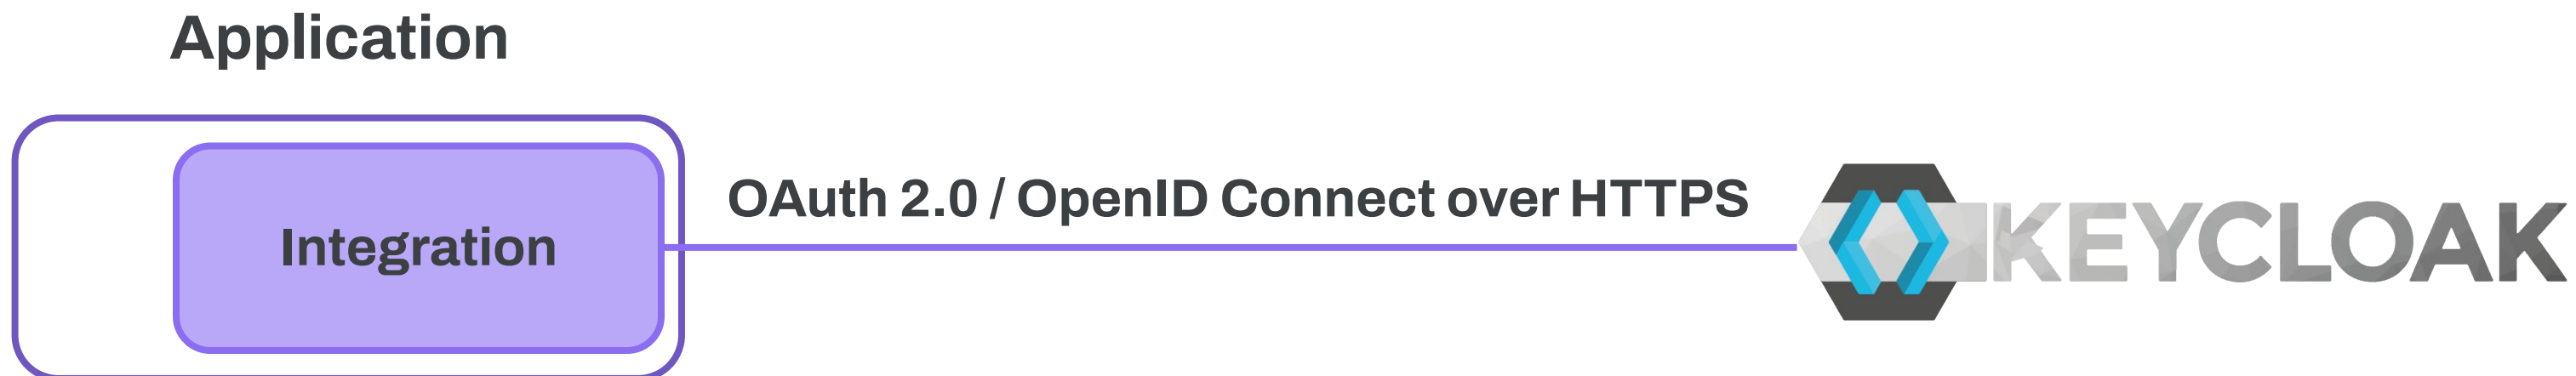 Application
OAuth 2.0 / OpenID Connect over HTTPS
Integration
KEYCLOAK